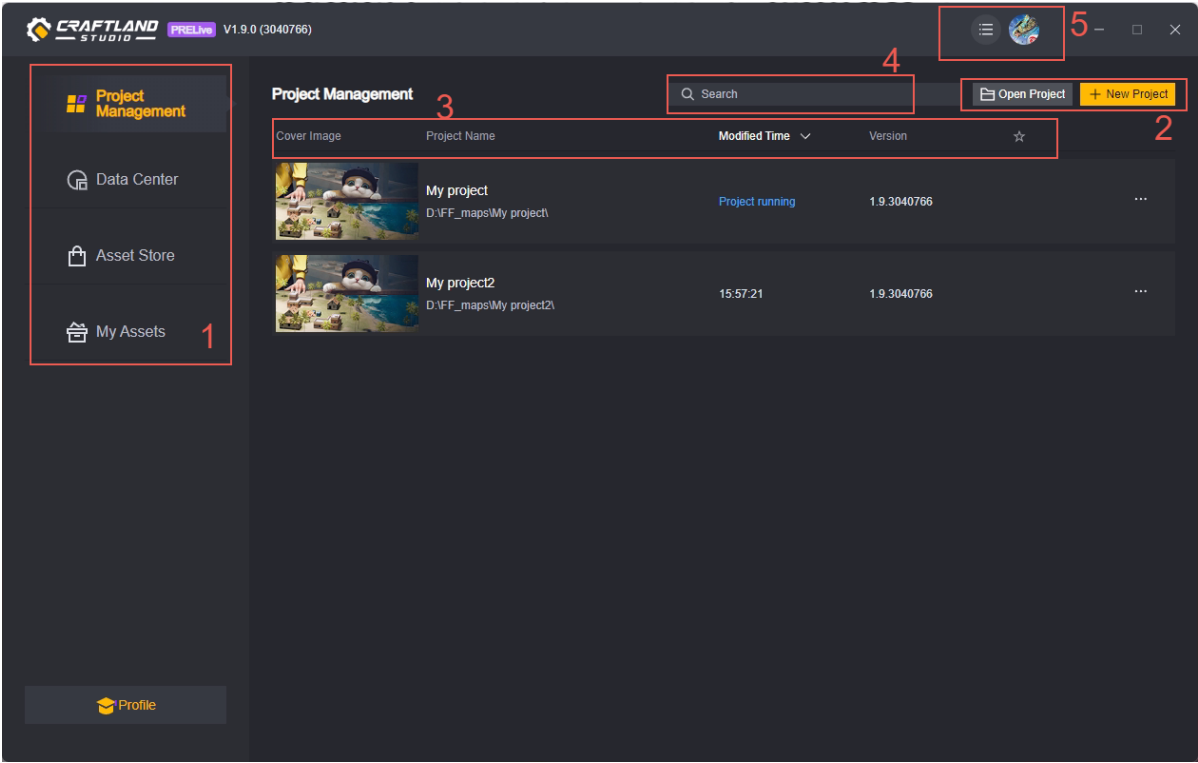 CRAFTLAND
STUDIO
PRELive V1.9.0 (3040766)
5
4
Project
Management
Project Management
3
Search
Open Project
+ New Project
2
Cover Image Project Name Modified Time Version
My project
D:\FF_maps\My project\
Project running
1.9.3040766
...
My project2
D:\FF_maps\My project2\
15:57:21
1.9.3040766
...
Data Center
Asset Store
My Assets
1
Profile